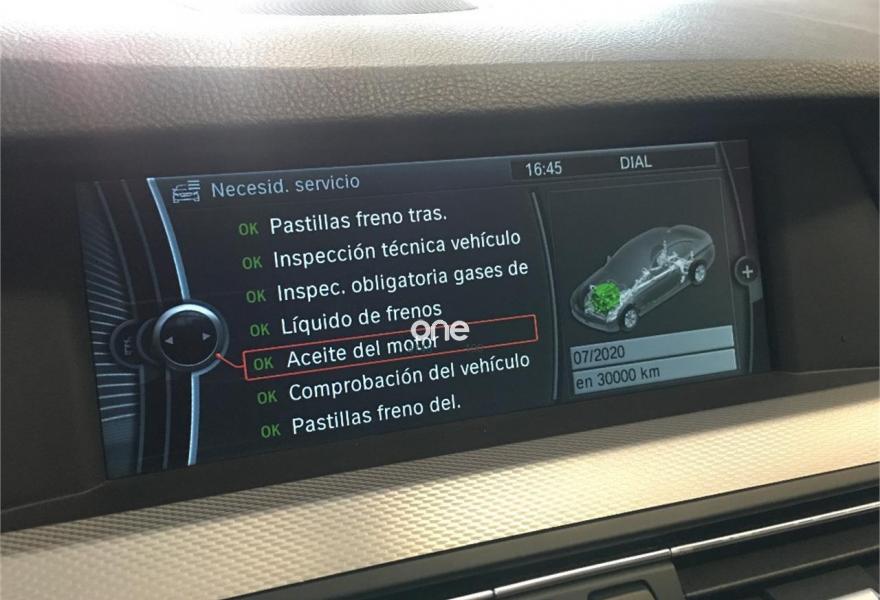 Necesid. servicio
16:45
DIAL
OK Pastillas freno tras.
OK Inspección técnica vehículo
OK Inspec. obligatoria gases de
OK Líquido de frenos
one
OK Aceite del motor
OK Comprobación del vehículo
OK Pastillas freno del.
07/2020
en 30000 km
+